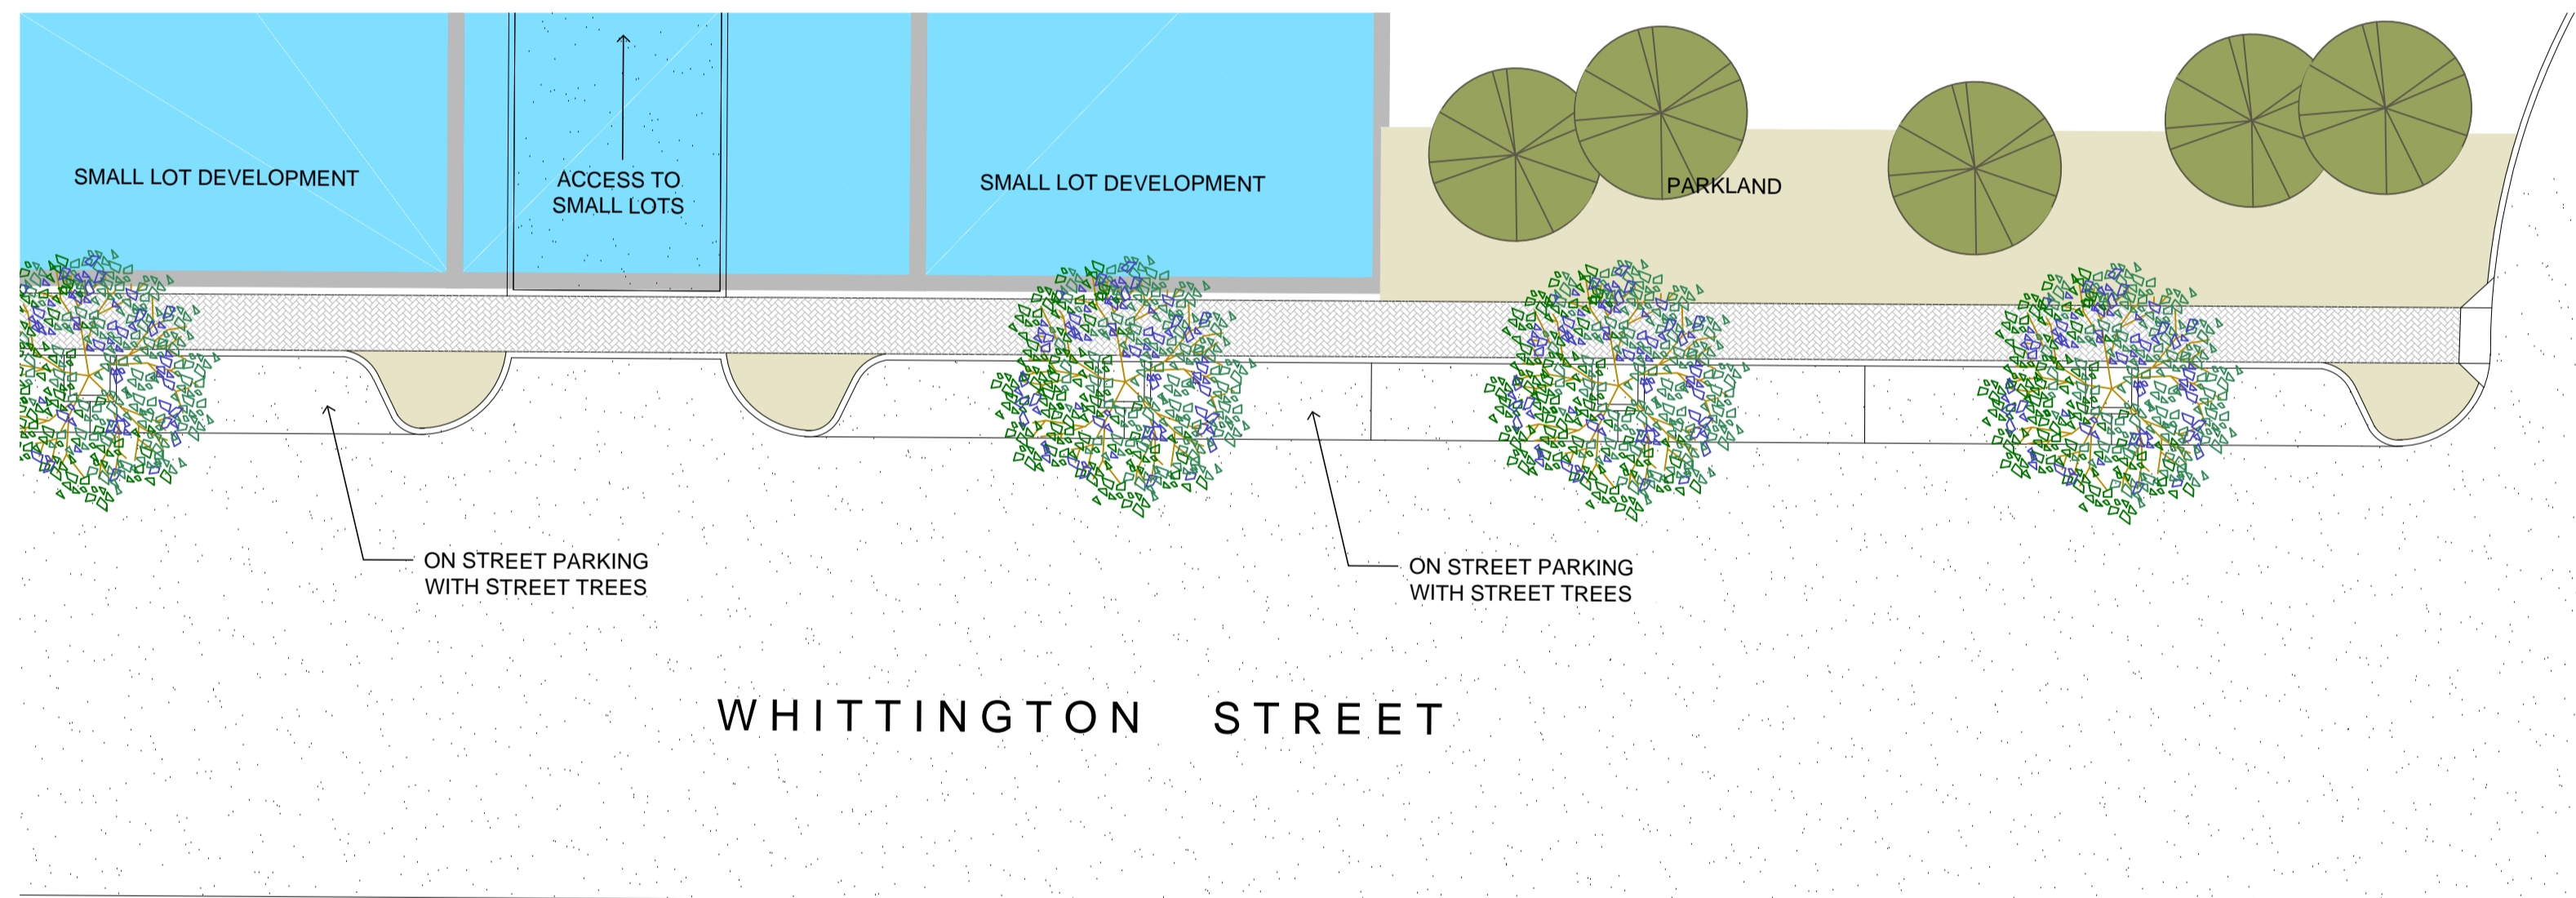 SMALL LOT DEVELOPMENT
ACCESS TO
SMALL LOTS
SMALL LOT DEVELOPMENT
PARKLAND
ON STREET PARKING
WITH STREET TREES
ON STREET PARKING
WITH STREET TREES
WHITTINGTON STREET